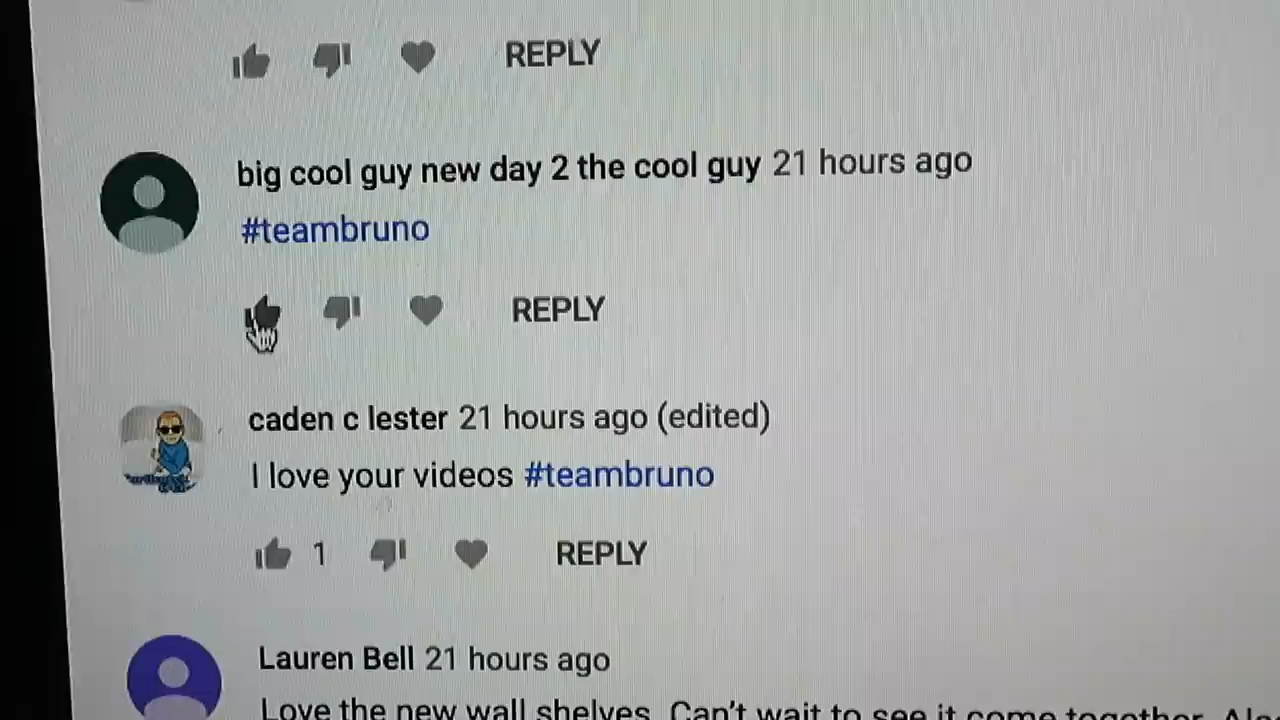 REPLY
big cool guy new day 2 the cool guy 21 hours ago
#teambruno
REPLY
caden c lester 21 hours ago (edited)
I love your videos #teambruno
1 REPLY
Lauren Bell 21 hours ago
Love the new wall shelves. Can't wait to see it come together.